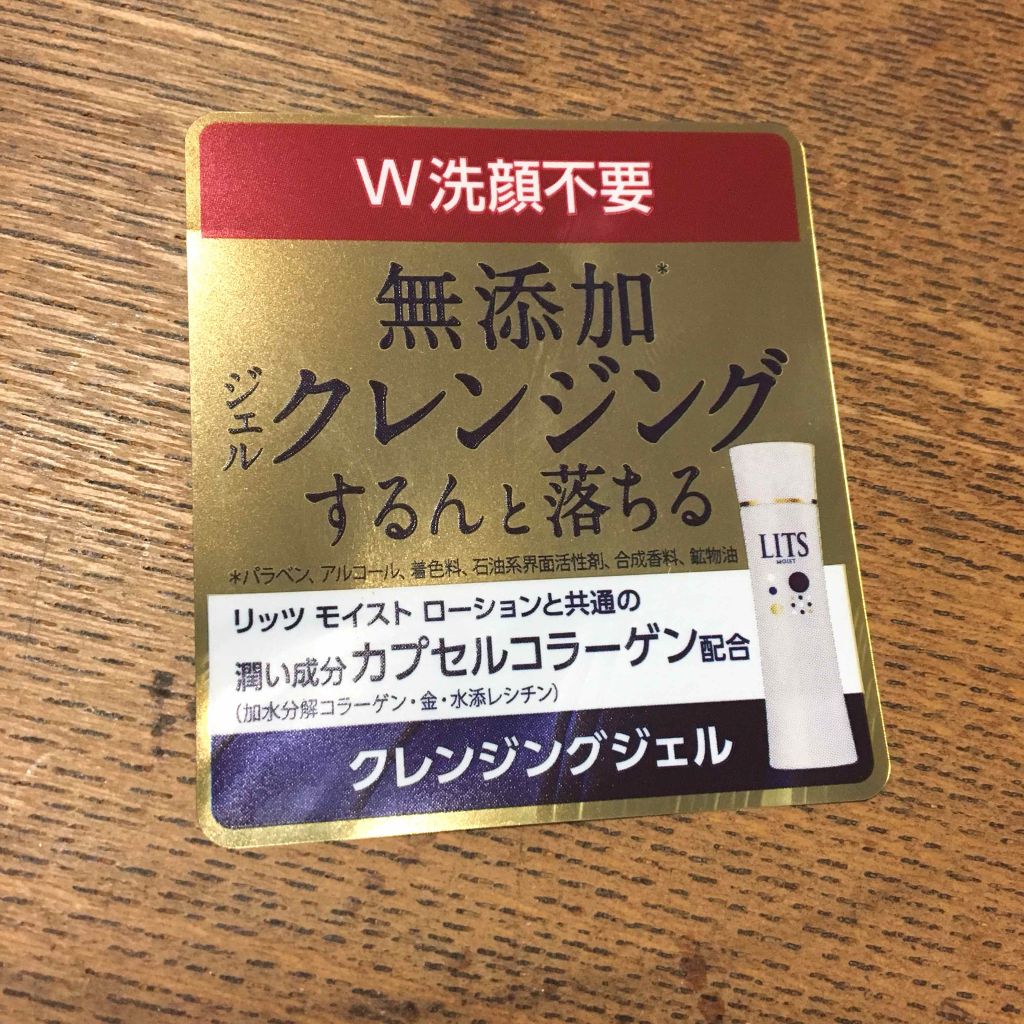 W洗顔不要
無添加*
ジェル
クレンジング
するんと落ちる
*パラベン、アルコール、着色料、石油系界面活性剤、合成香料、鉱物油
リッツ モイスト ローションと共通の
潤い成分カプセルコラーゲン配合
(加水分解コラーゲン・金・水添レシチン)
クレンジングジェル
LITS
MOIST